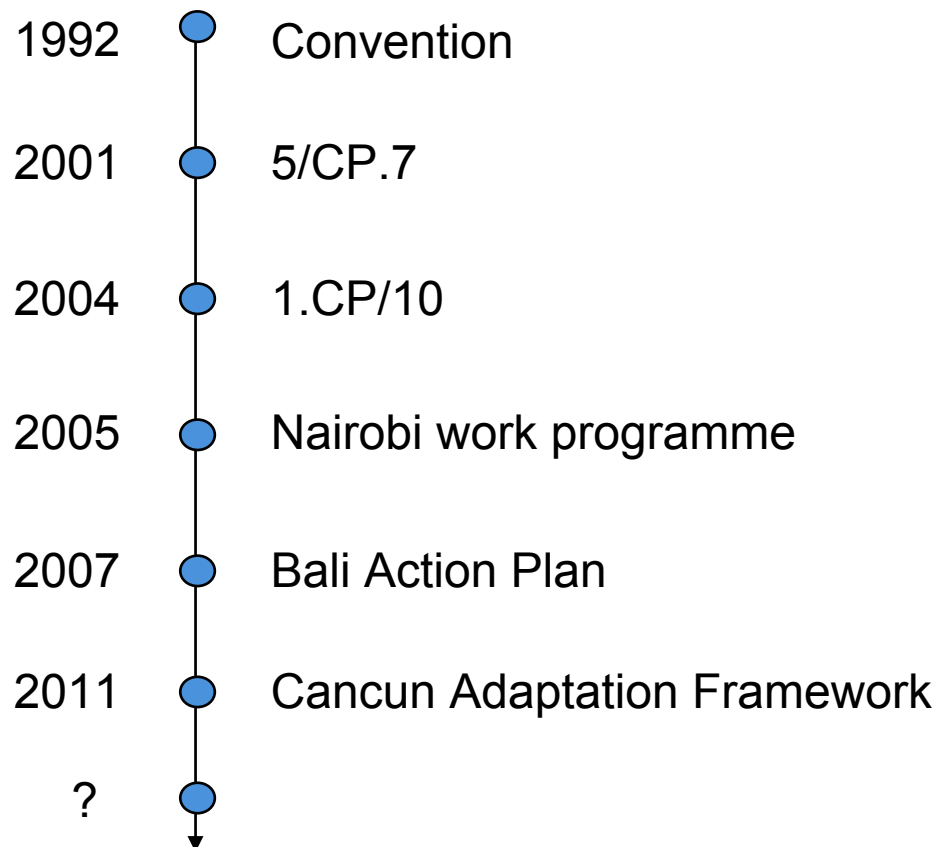 1992 Convention
2001 5/CP.7
2004 1.CP/10
2005 Nairobi work programme
2007 Bali Action Plan
2011 Cancun Adaptation Framework
?